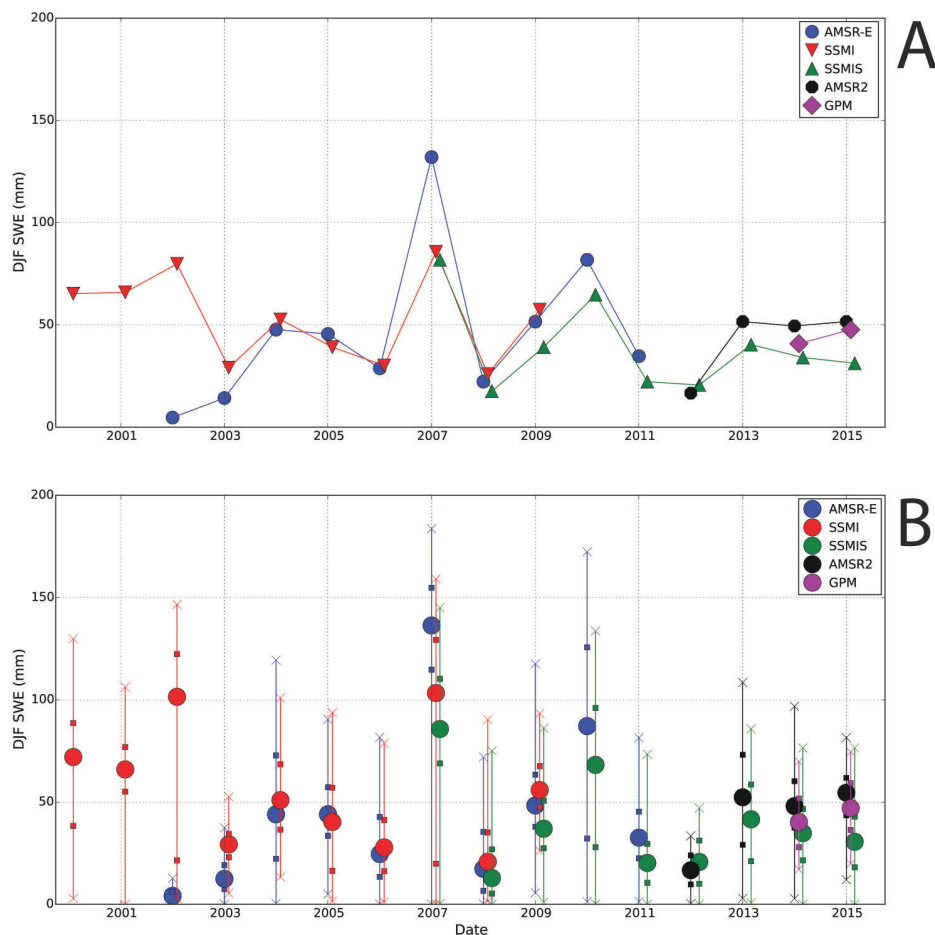 A
200
150
100
50
0
DJF SWE (mm)
AMSR-E
SSMI
SSMIS
AMSR2
GPM
2001 2003 2005 2007 2009 2011 2013 2015
B
200
150
100
50
0
DJF SWE (mm)
AMSR-E
SSMI
SSMIS
AMSR2
GPM
2001 2003 2005 2007 2009 2011 2013 2015
Date